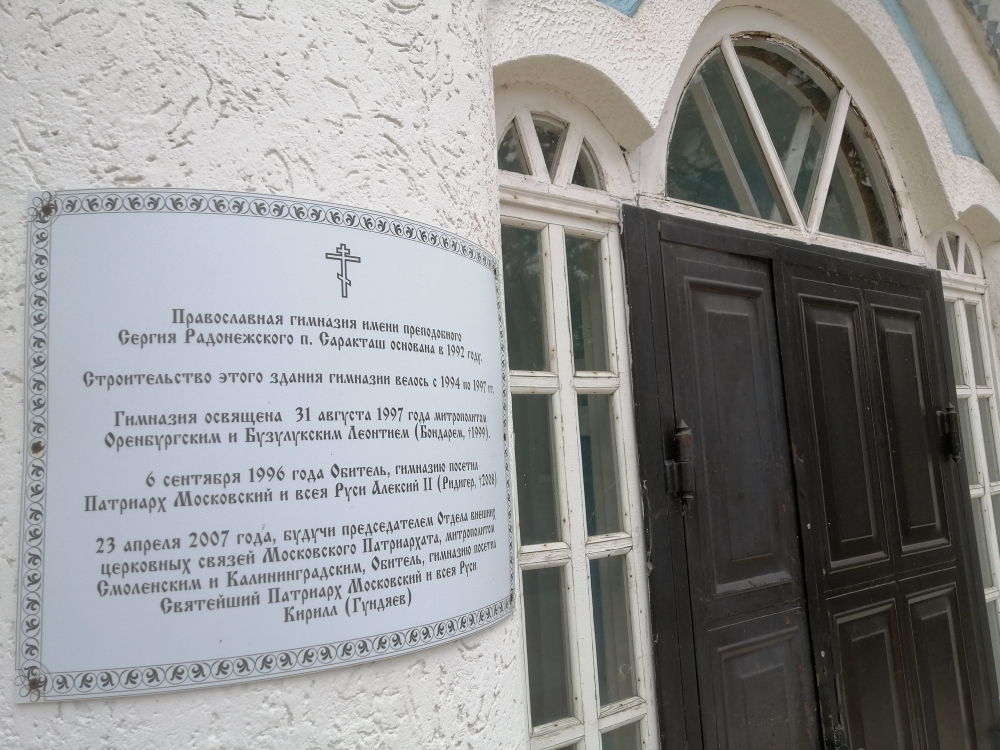 Православная гимназия имени преподобного
Сергия Радонежского п. Саракташ основана в 1992 году.
Строительство этого здания гимназии велось с 1994 по 1997 гг.
Гимназия освящена 31 августа 1997 года митрополитом
Оренбургским и Бузулукским Леонтием (Бондарем, †1999).
6 сентября 1996 года Обитель, гимназию посетил
Патриарх Московский и всея Руси Алексий II (Ридигер, †2008)
23 апреля 2007 года, будучи председателем Отдела внешних
церковных связей Московского Патриархата, митрополитом
Смоленским и Калининградским, Обитель, гимназию посетил
Святейший Патриарх Московский и всея Руси
Кирилл (Гундяев)